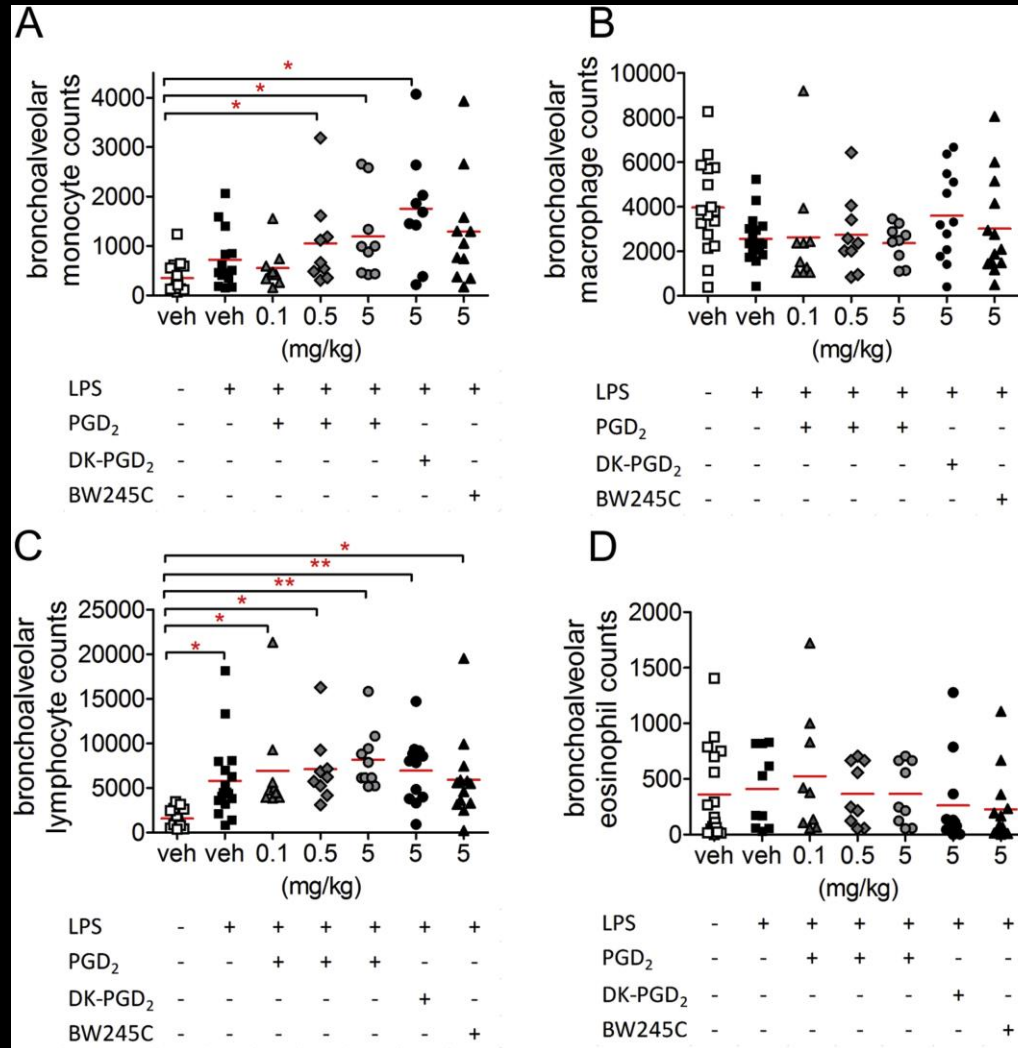 A
bronchoalveolar
monocyte counts
4000
3000
2000
1000
0
*
*
*
veh veh 0.1 0.5 5 5 5
(mg/kg)
LPS - + + + + + +
PGD₂ - - + + + - -
DK-PGD₂ - - - - - + -
BW245C - - - - - - +
B
bronchoalveolar
macrophage counts
10000
8000
6000
4000
2000
0
veh veh 0.1 0.5 5 5 5
(mg/kg)
LPS - + + + + + +
PGD₂ - - + + + - -
DK-PGD₂ - - - - - + -
BW245C - - - - - - +
C
bronchoalveolar
lymphocyte counts
25000
20000
15000
10000
5000
0
*
**
**
*
*
*
veh veh 0.1 0.5 5 5 5
(mg/kg)
LPS - + + + + + +
PGD₂ - - + + + - -
DK-PGD₂ - - - - - + -
BW245C - - - - - - +
D
bronchoalveolar
eosinophil counts
2000
1500
1000
500
0
veh veh 0.1 0.5 5 5 5
(mg/kg)
LPS - + + + + + +
PGD₂ - - + + + - -
DK-PGD₂ - - - - - + -
BW245C - - - - - - +